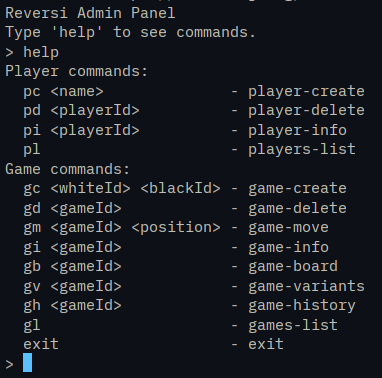 Reversi Admin Panel
Type 'help' to see commands.
> help
Player commands:
  pc <name>              - player-create
  pd <playerId>          - player-delete
  pi <playerId>          - player-info
  pl                     - players-list
Game commands:
  gc <whiteId> <blackId> - game-create
  gd <gameId>            - game-delete
  gm <gameId> <position> - game-move
  gi <gameId>            - game-info
  gb <gameId>            - game-board
  gv <gameId>            - game-variants
  gh <gameId>            - game-history
  gl                     - games-list
  exit                   - exit
>